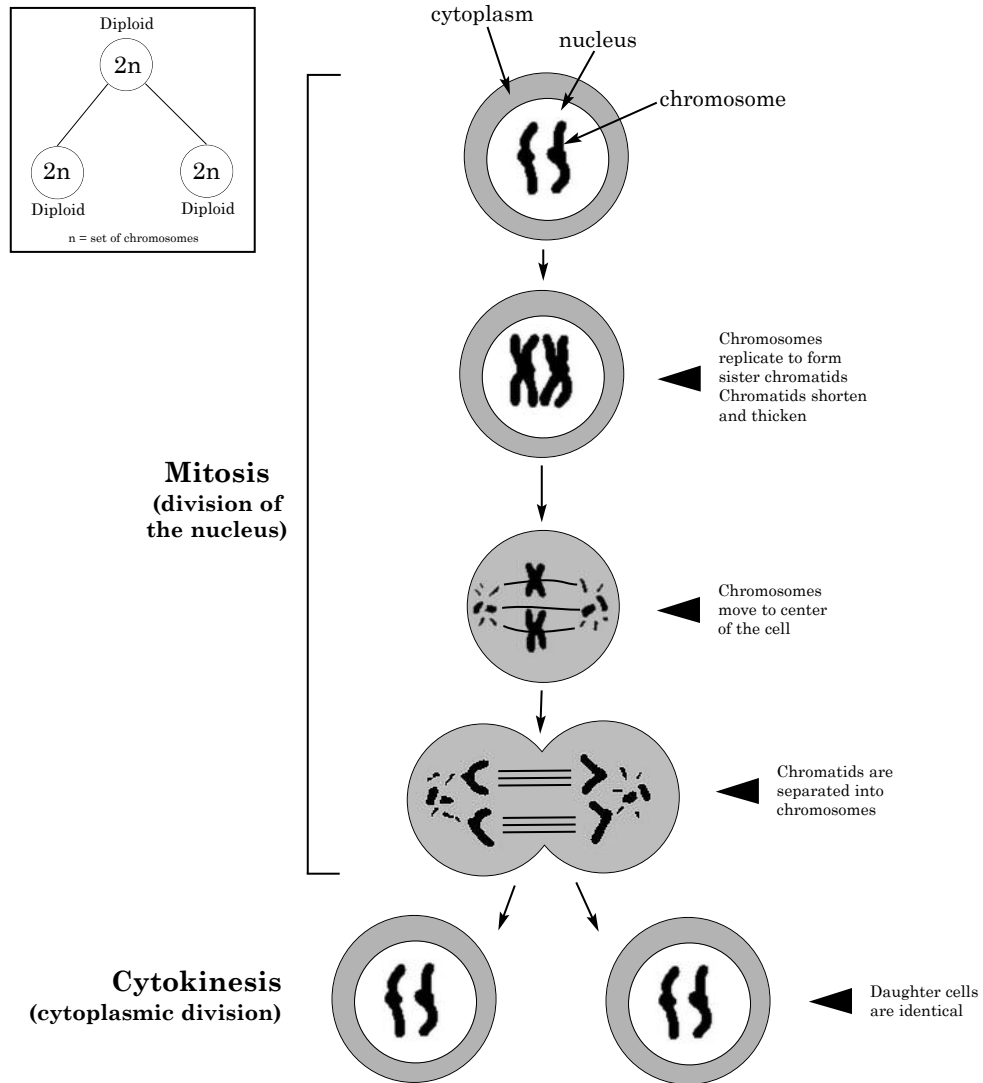 Diploid
2n
2n
2n
Diploid
Diploid
n = set of chromosomes
cytoplasm
nucleus
chromosome
Chromosomes
replicate to form
sister chromatids
Chromatids shorten
and thicken
Mitosis
(division of
the nucleus)
Chromosomes
move to center
of the cell
Chromatids are
separated into
chromosomes
Cytokinesis
(cytoplasmic division)
Daughter cells
are identical